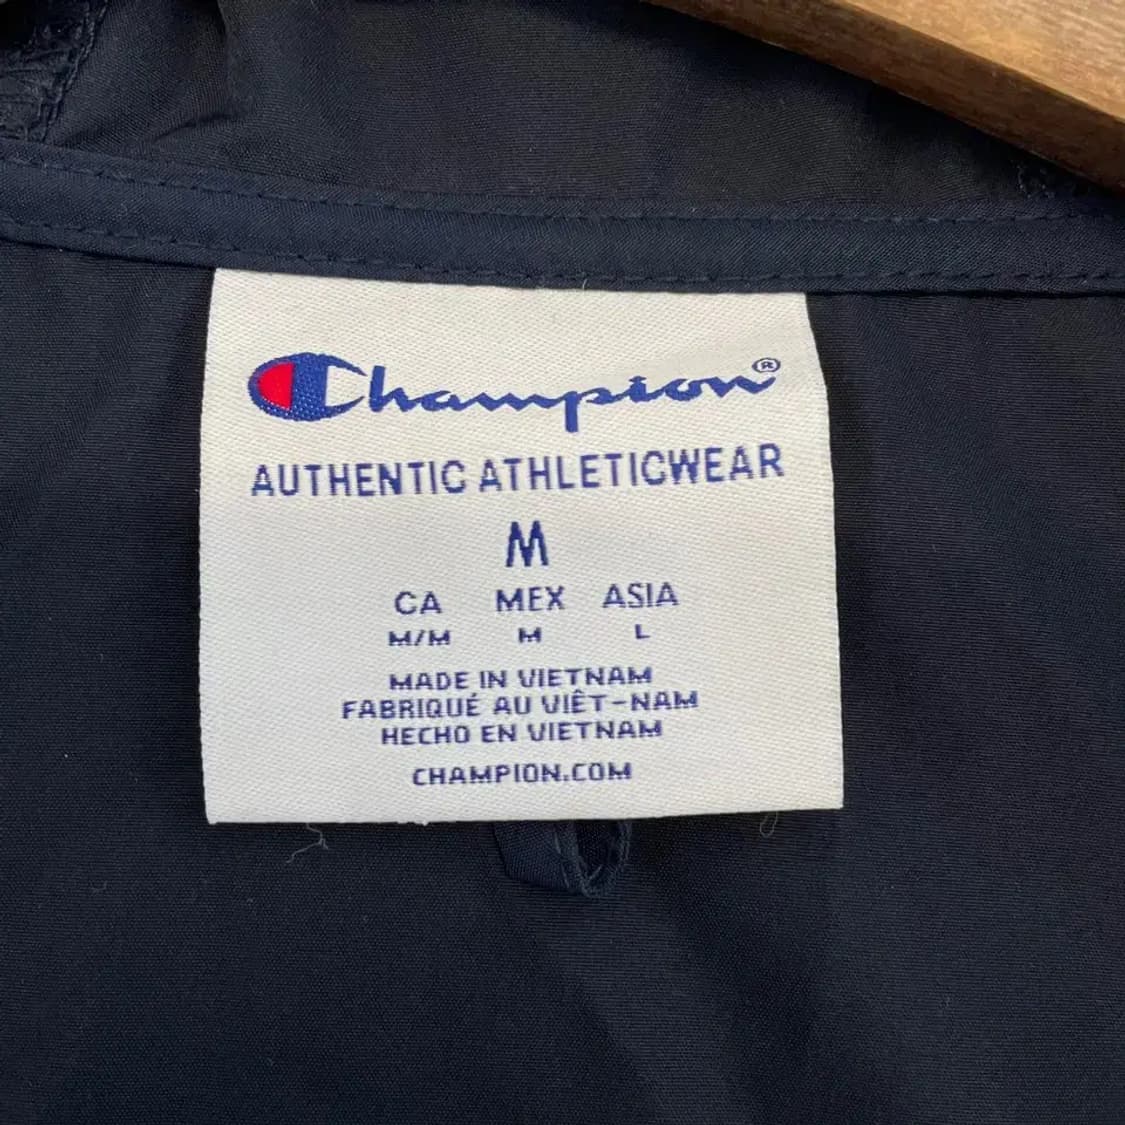 Champion®
AUTHENTIC ATHLETICWEAR
M
CA MEX ASIA
M/M M L
MADE IN VIETNAM
FABRIQUÉ AU VIÊT-NAM
HECHO EN VIETNAM
CHAMPION.COM